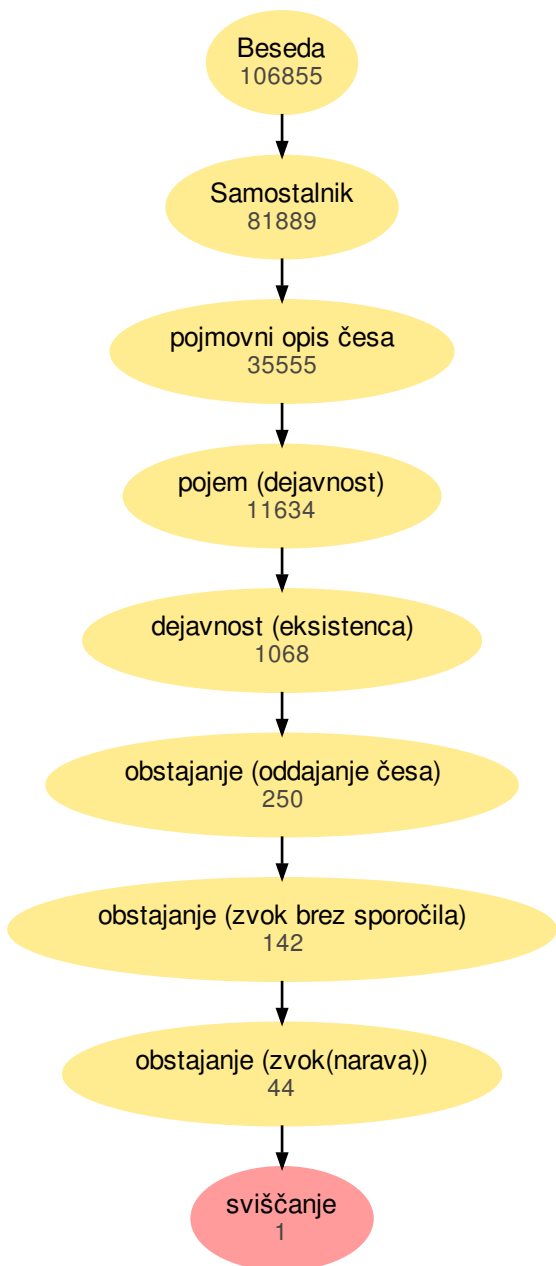 Beseda
106855
Samostalnik
81889
pojmovni opis česa
35555
pojem (dejavnost)
11634
dejavnost (eksistenca)
1068
obstajanje (oddajanje česa)
250
obstajanje (zvok brez sporočila)
142
obstajanje (zvok(narava))
44
sviščanje
1